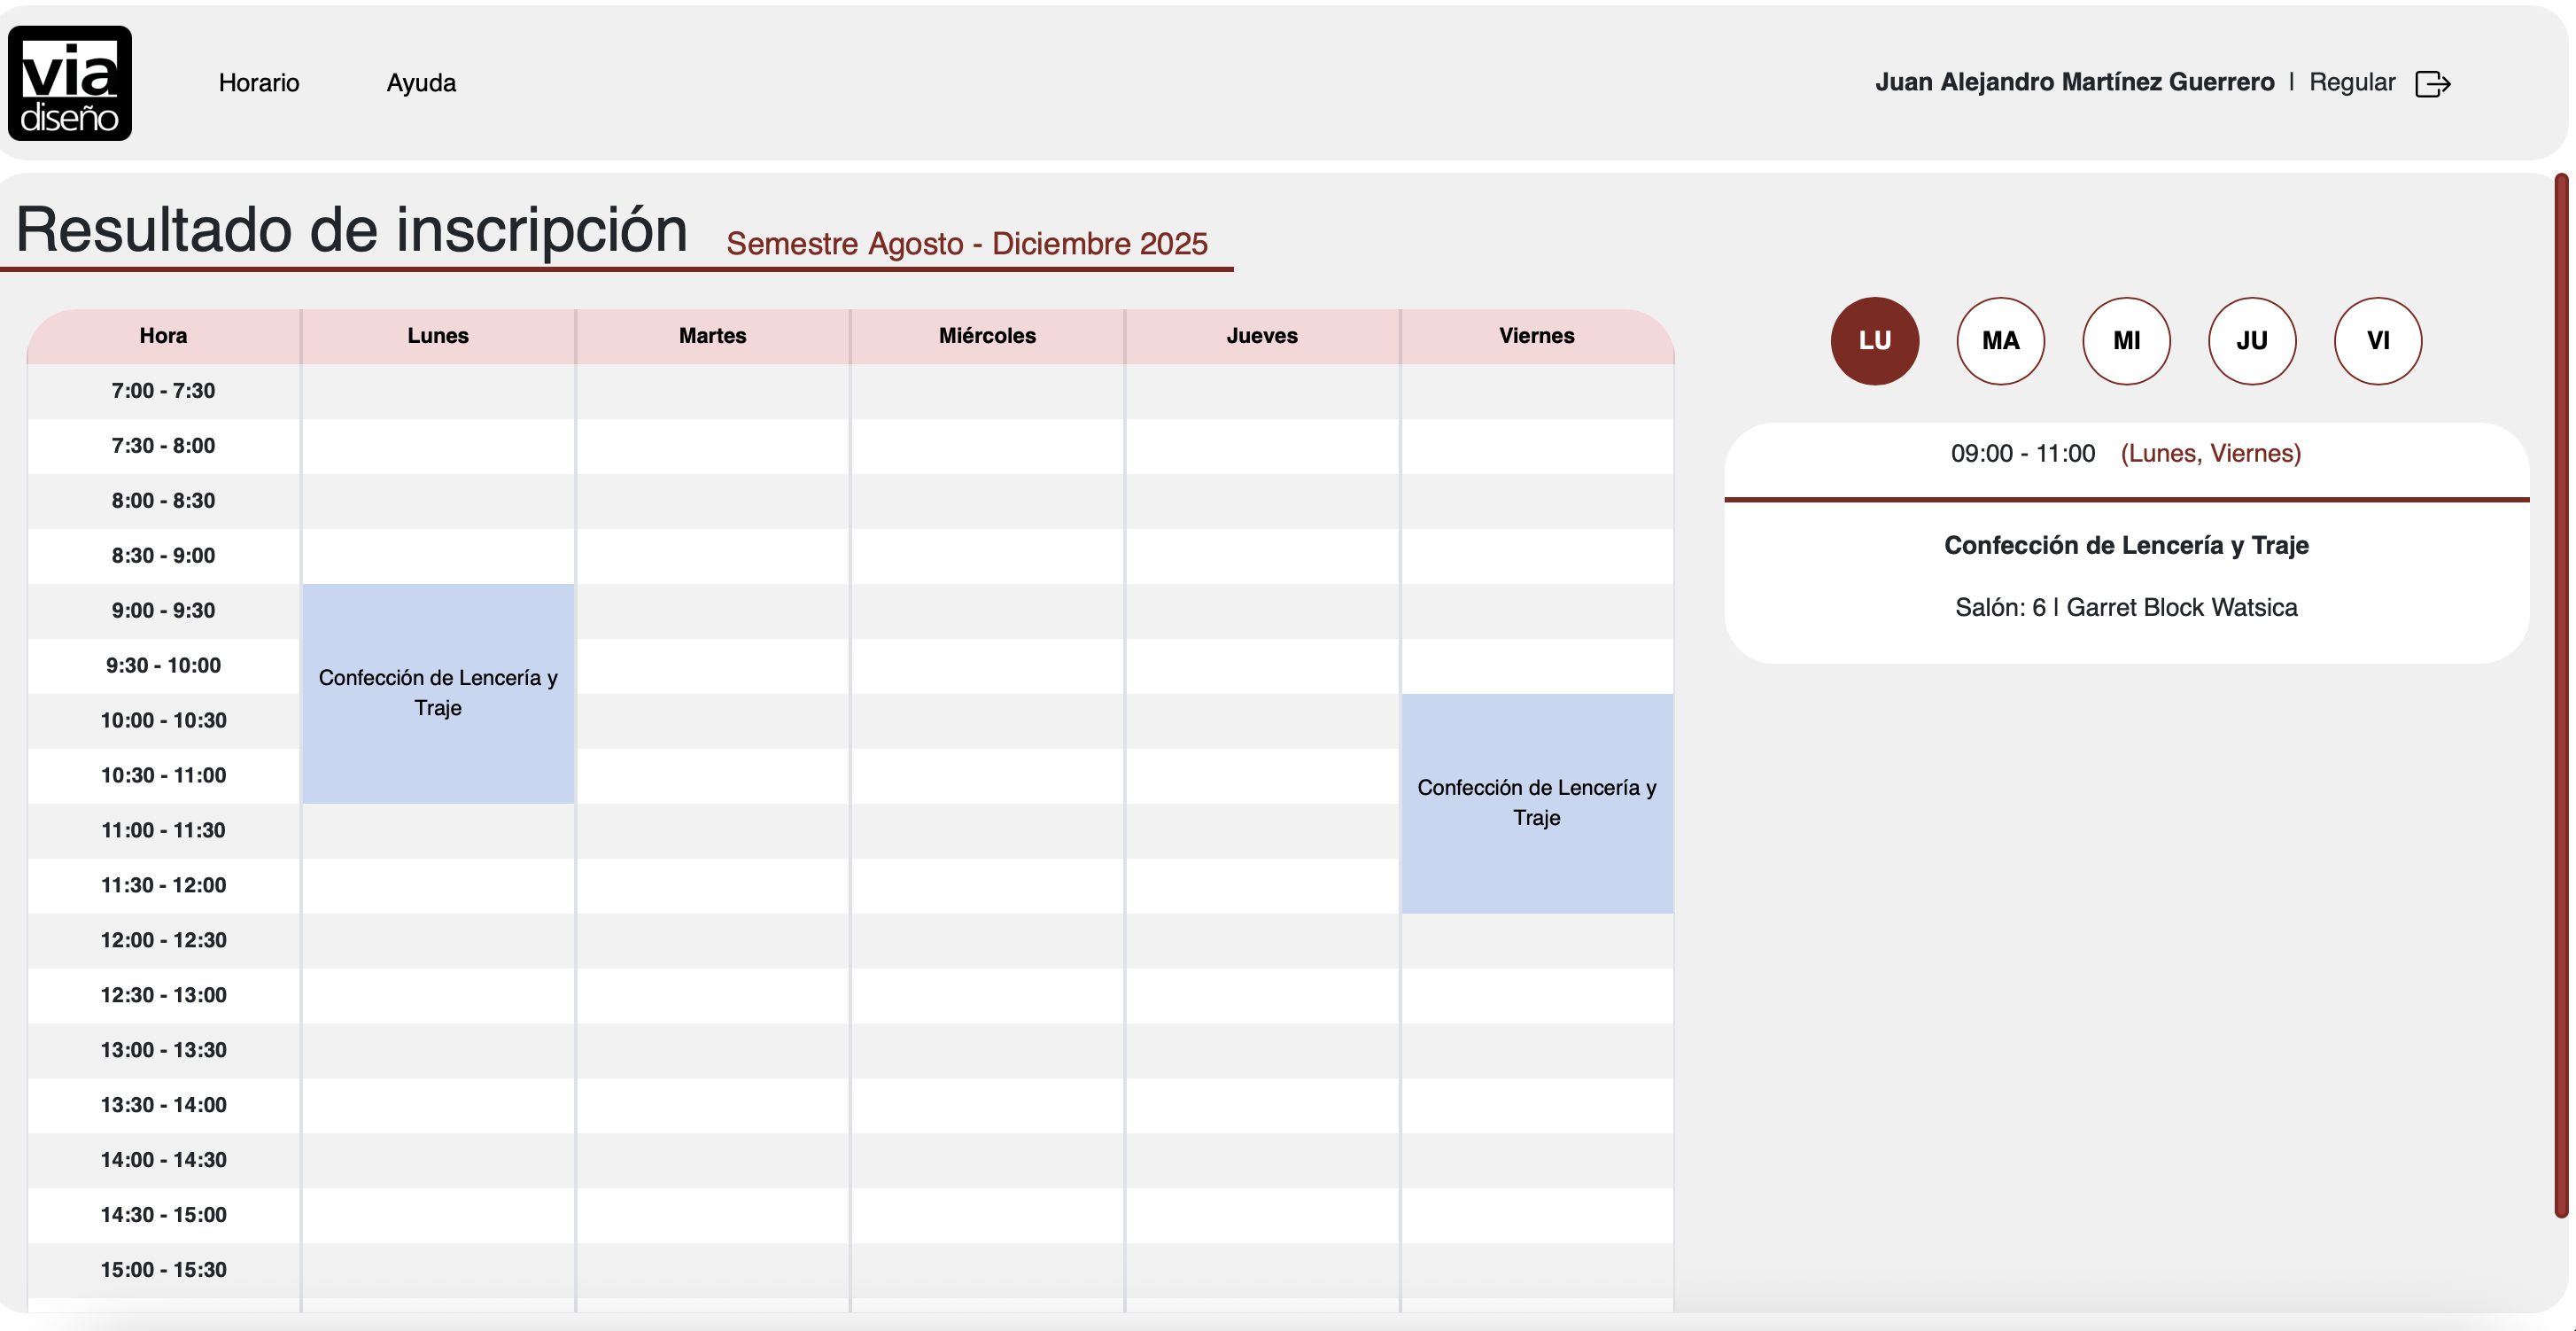 via
diseño
Horario
Ayuda
Juan Alejandro Martínez Guerrero | Regular
Resultado de inscripción
Semestre Agosto - Diciembre 2025
Hora Lunes Martes Miércoles Jueves Viernes
7:00 - 7:30
7:30 - 8:00
8:00 - 8:30
8:30 - 9:00
9:00 - 9:30
9:30 - 10:00
10:00 - 10:30
10:30 - 11:00
11:00 - 11:30
11:30 - 12:00
12:00 - 12:30
12:30 - 13:00
13:00 - 13:30
13:30 - 14:00
14:00 - 14:30
14:30 - 15:00
15:00 - 15:30
Confección de Lencería y
Traje
Confección de Lencería y
Traje
LU MA MI JU VI
09:00 - 11:00 (Lunes, Viernes)
Confección de Lencería y Traje
Salón: 6 | Garret Block Watsica